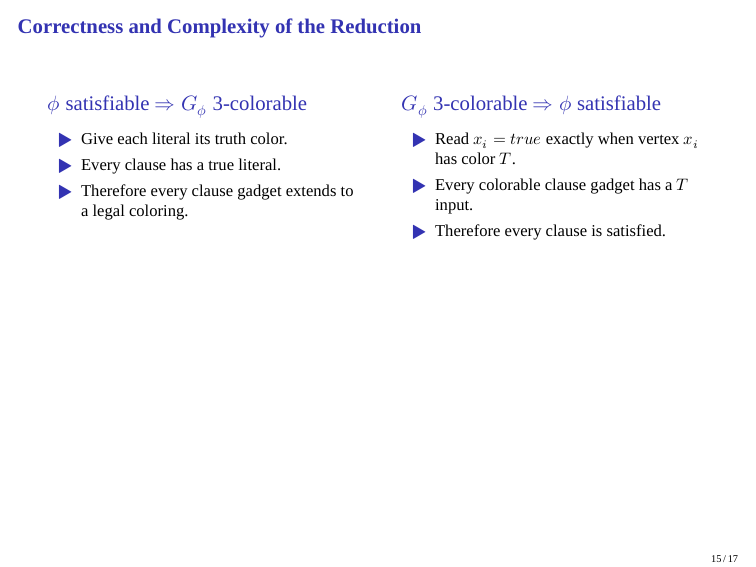 Correctness and Complexity of the Reduction
ϕ satisfiable ⇒ G_ϕ 3-colorable
▶ Give each literal its truth color.
▶ Every clause has a true literal.
▶ Therefore every clause gadget extends to
a legal coloring.
G_ϕ 3-colorable ⇒ ϕ satisfiable
▶ Read x_i = true exactly when vertex x_i
has color T.
▶ Every colorable clause gadget has a T
input.
▶ Therefore every clause is satisfied.
15 / 17